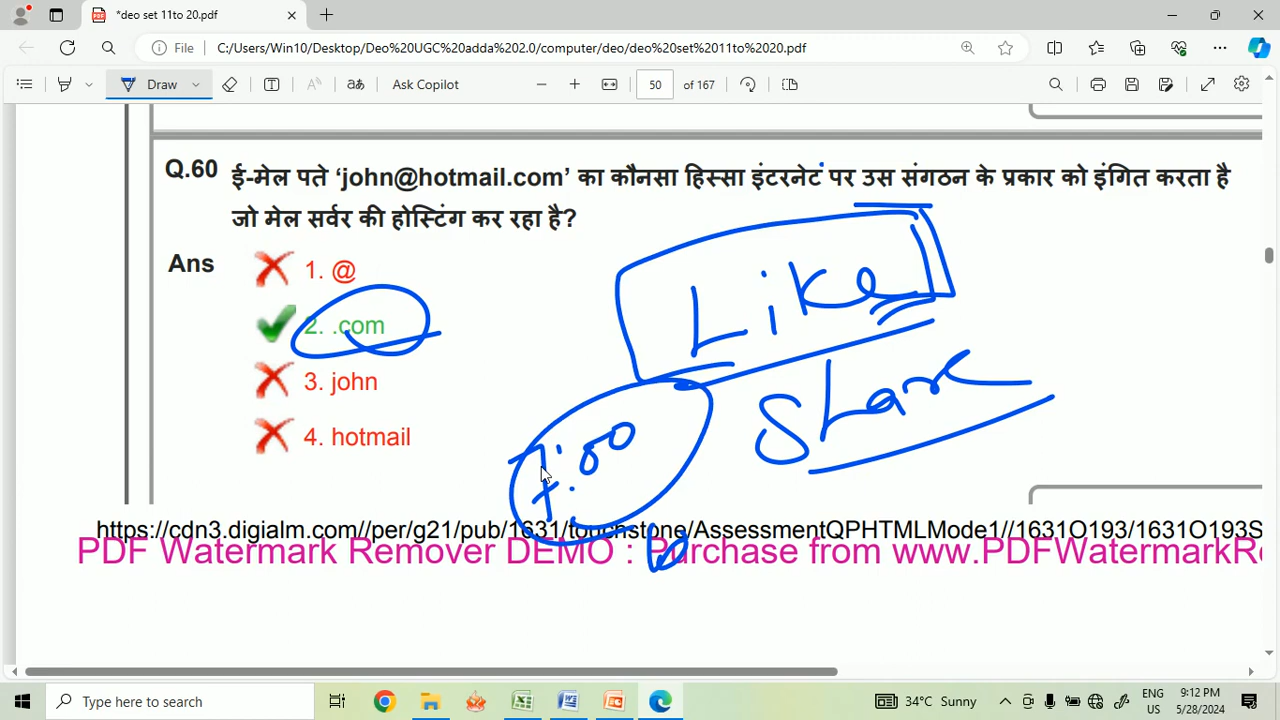 *deo set 11to 20.pdf
File C:/Users/Win10/Desktop/Deo%20UGC%20adda%202.0/computer/deo/deo%20set%2011to%2020.pdf
Draw Ask Copilot 50 of 167
Q.60 ई-मेल पते ‘john@hotmail.com’ का कौनसा हिस्सा इंटरनेट पर उस संगठन के प्रकार को इंगित करता है
जो मेल सर्वर की होस्टिंग कर रहा है?
Ans
1. @
2. .com
3. john
4. hotmail
Like
Share
7:00
https://cdn3.digialm.com//per/g21/pub/1631/touchstone/AssessmentQPHTMLMode1//1631O193/1631O193S
PDF Watermark Remover DEMO : Purchase from www.PDFWatermarkRe
Type here to search
34°C Sunny
ENG
US
9:12 PM
5/28/2024